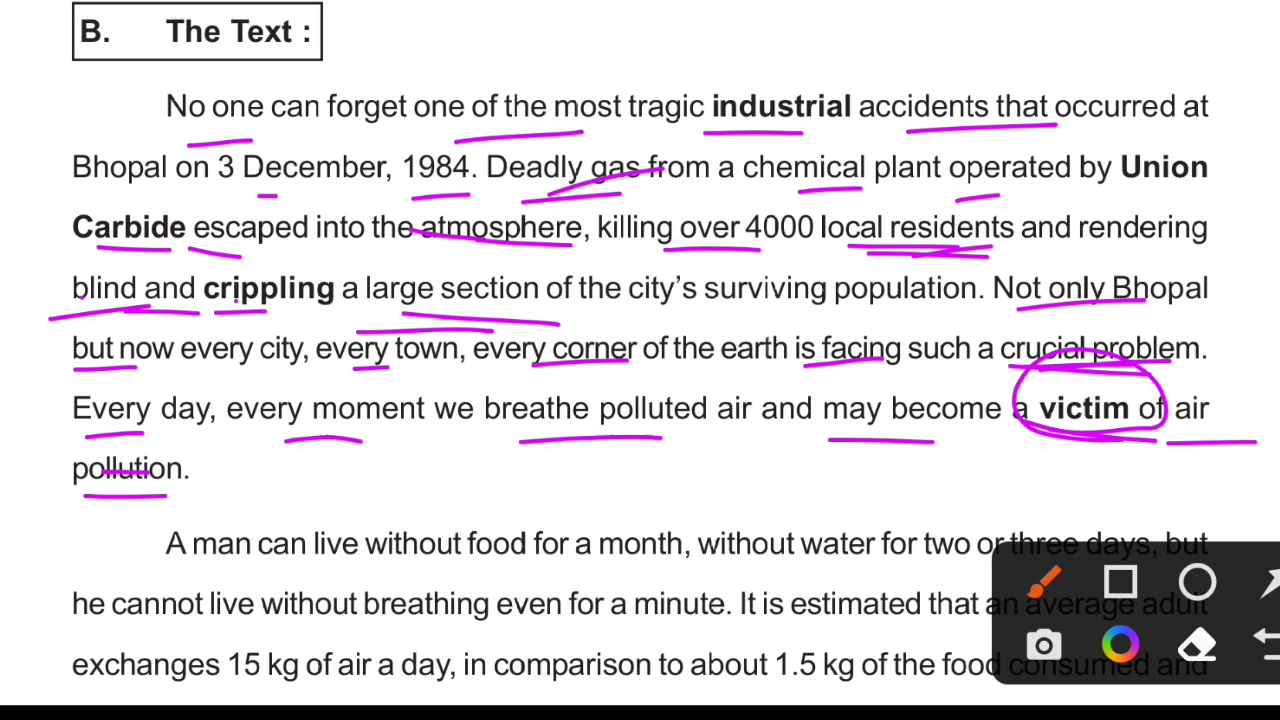 B. The Text :
No one can forget one of the most tragic industrial accidents that occurred at
Bhopal on 3 December, 1984. Deadly gas from a chemical plant operated by Union
Carbide escaped into the atmosphere, killing over 4000 local residents and rendering
blind and crippling a large section of the city's surviving population. Not only Bhopal
but now every city, every town, every corner of the earth is facing such a crucial problem.
Every day, every moment we breathe polluted air and may become a victim of air
pollution.
A man can live without food for a month, without water for two or three days, but
he cannot live without breathing even for a minute. It is estimated that an average adult
exchanges 15 kg of air a day, in comparison to about 1.5 kg of the food consumed and